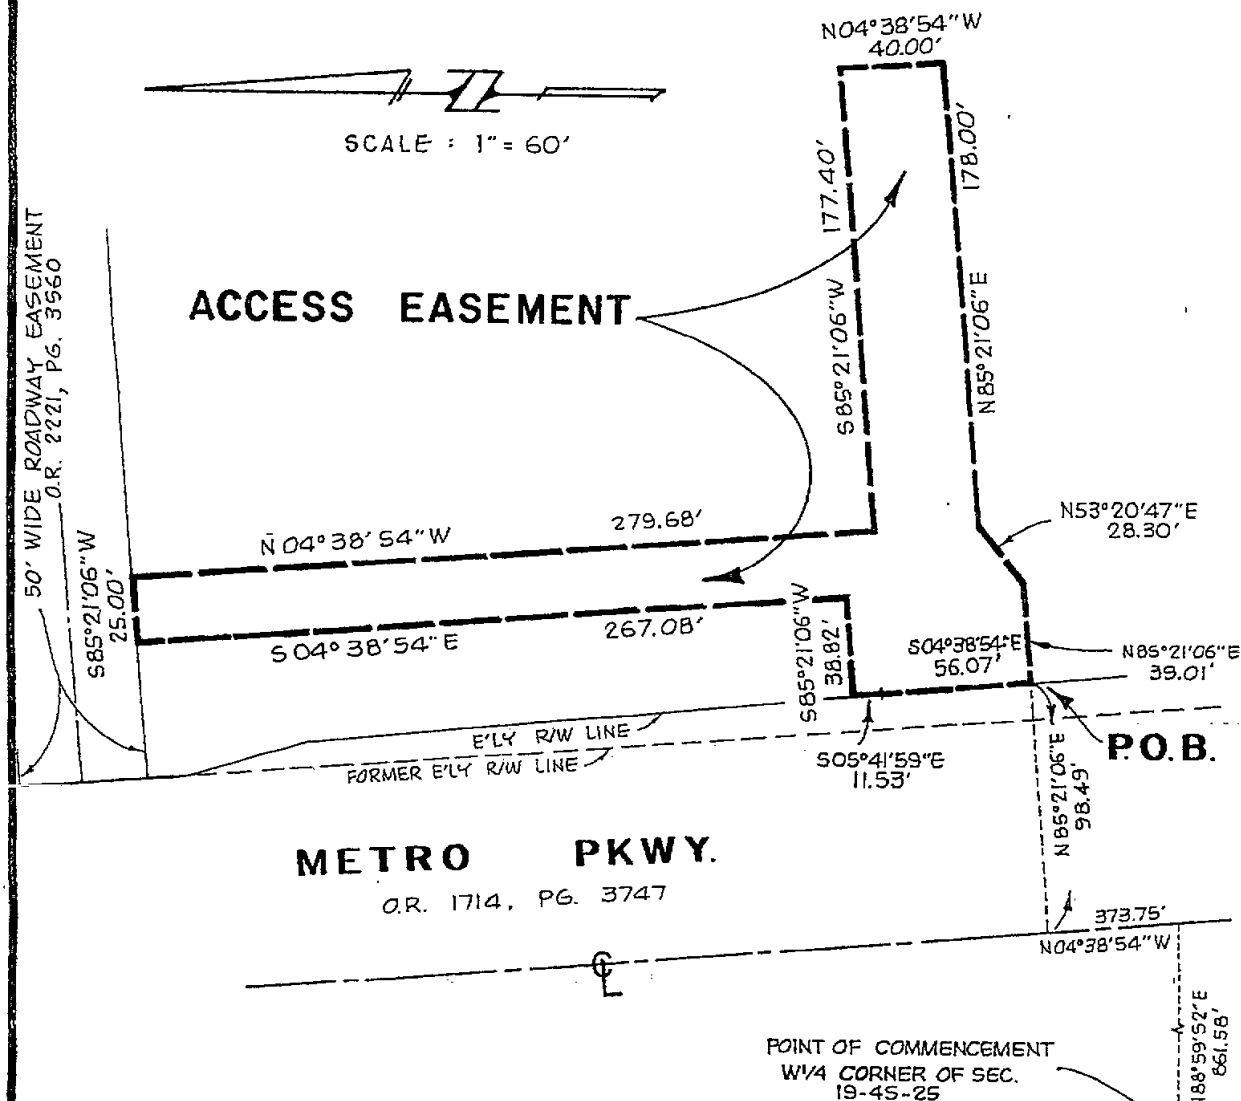 N04°38'54"W
40.00'
SCALE : 1"= 60'
177.40'
178.00'
50' WIDE ROADWAY EASEMENT
O.R. 2221, PG. 3560
ACCESS EASEMENT
S85°21'06"W
N85°21'06"E
N53°20'47"E
28.30'
N 04°38'54"W
279.68'
S85°21'06"W
25.00'
S04°38'54"E
267.08'
S85°21'06"W
38.82'
S04°38'54"E
56.07'
N85°21'06"E
39.01'
E'LY R/W LINE
FORMER E'LY R/W LINE
S05°41'59"E
11.53'
P.O.B.
N85°21'06"E
98.49'
METRO PKWY.
O.R. 1714, PG. 3747
373.75'
N04°38'54"W
CL
POINT OF COMMENCEMENT
W1/4 CORNER OF SEC.
19-45-25
N88°59'52"E
861.58'